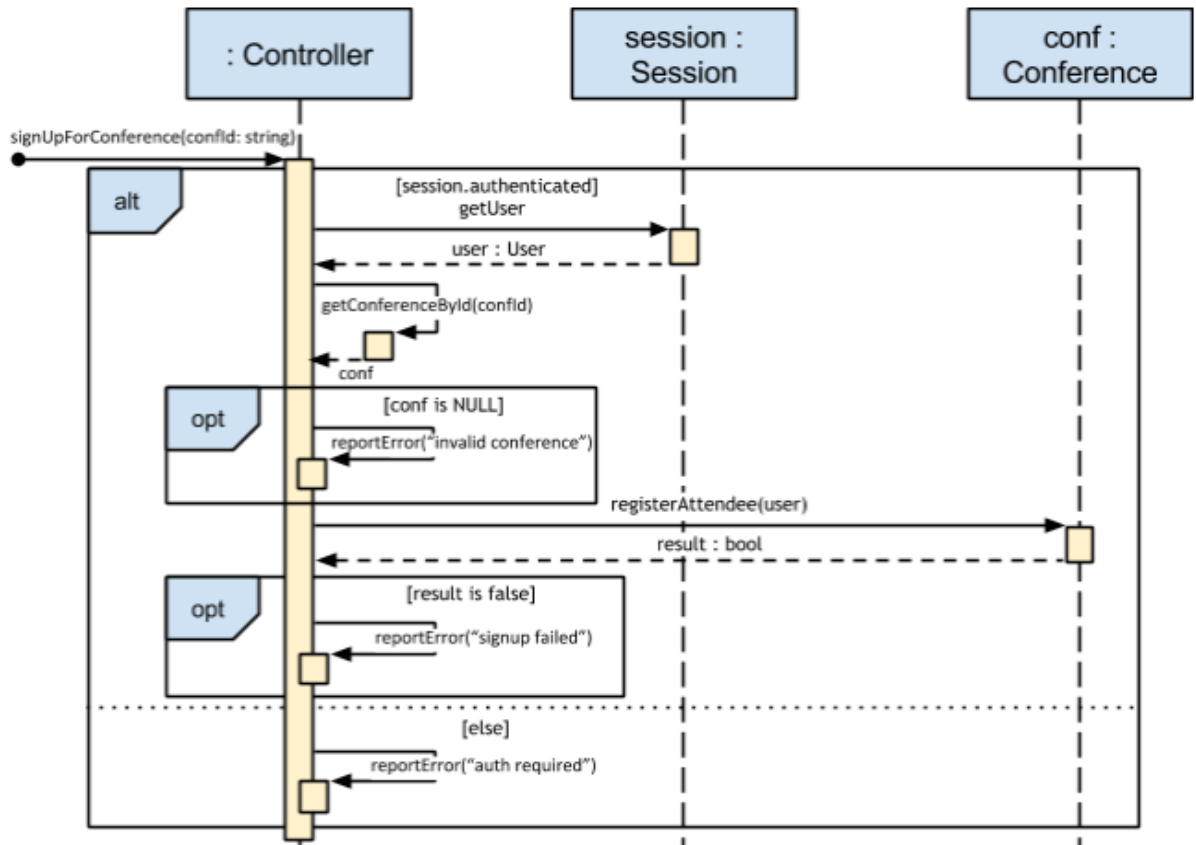 : Controller
session :
Session
conf :
Conference
signUpForConference(confId: string)
alt
[session.authenticated]
getUser
user : User
getConferenceById(confId)
conf
opt
[conf is NULL]
reportError(“invalid conference”)
registerAttendee(user)
result : bool
opt
[result is false]
reportError(“signup failed”)
[else]
reportError(“auth required”)